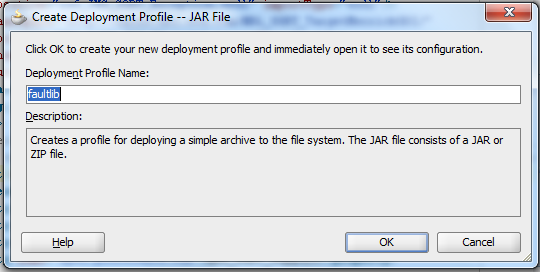 Create Deployment Profile -- JAR File
Click OK to create your new deployment profile and immediately open it to see its configuration.
Deployment Profile Name:
faultlib
Description:
Creates a profile for deploying a simple archive to the file system. The JAR file consists of a JAR or
ZIP file.
Help
OK
Cancel